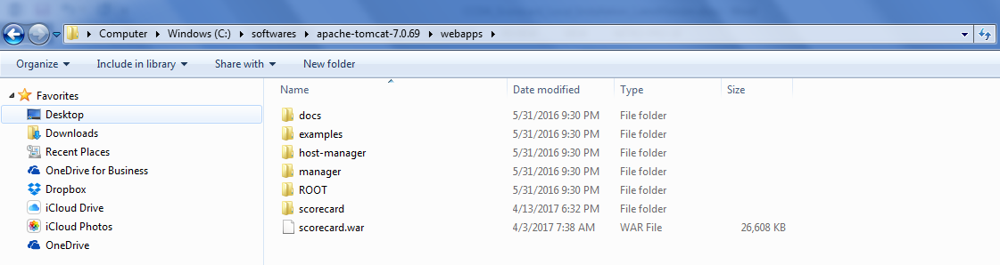 Computer Windows (C:) softwares apache-tomcat-7.0.69 webapps
Organize Include in library Share with New folder
Favorites
Desktop
Downloads
Recent Places
OneDrive for Business
Dropbox
iCloud Drive
iCloud Photos
OneDrive
Name Date modified Type Size
docs 5/31/2016 9:30 PM File folder
examples 5/31/2016 9:30 PM File folder
host-manager 5/31/2016 9:30 PM File folder
manager 5/31/2016 9:30 PM File folder
ROOT 5/31/2016 9:30 PM File folder
scorecard 4/13/2017 6:32 PM File folder
scorecard.war 4/3/2017 7:38 AM WAR File 26,608 KB